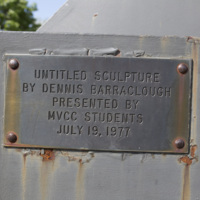 UNTITLED SCULPTURE
BY DENNIS BARRACLOUGH
PRESENTED BY
MVCC STUDENTS
JULY 19, 1977